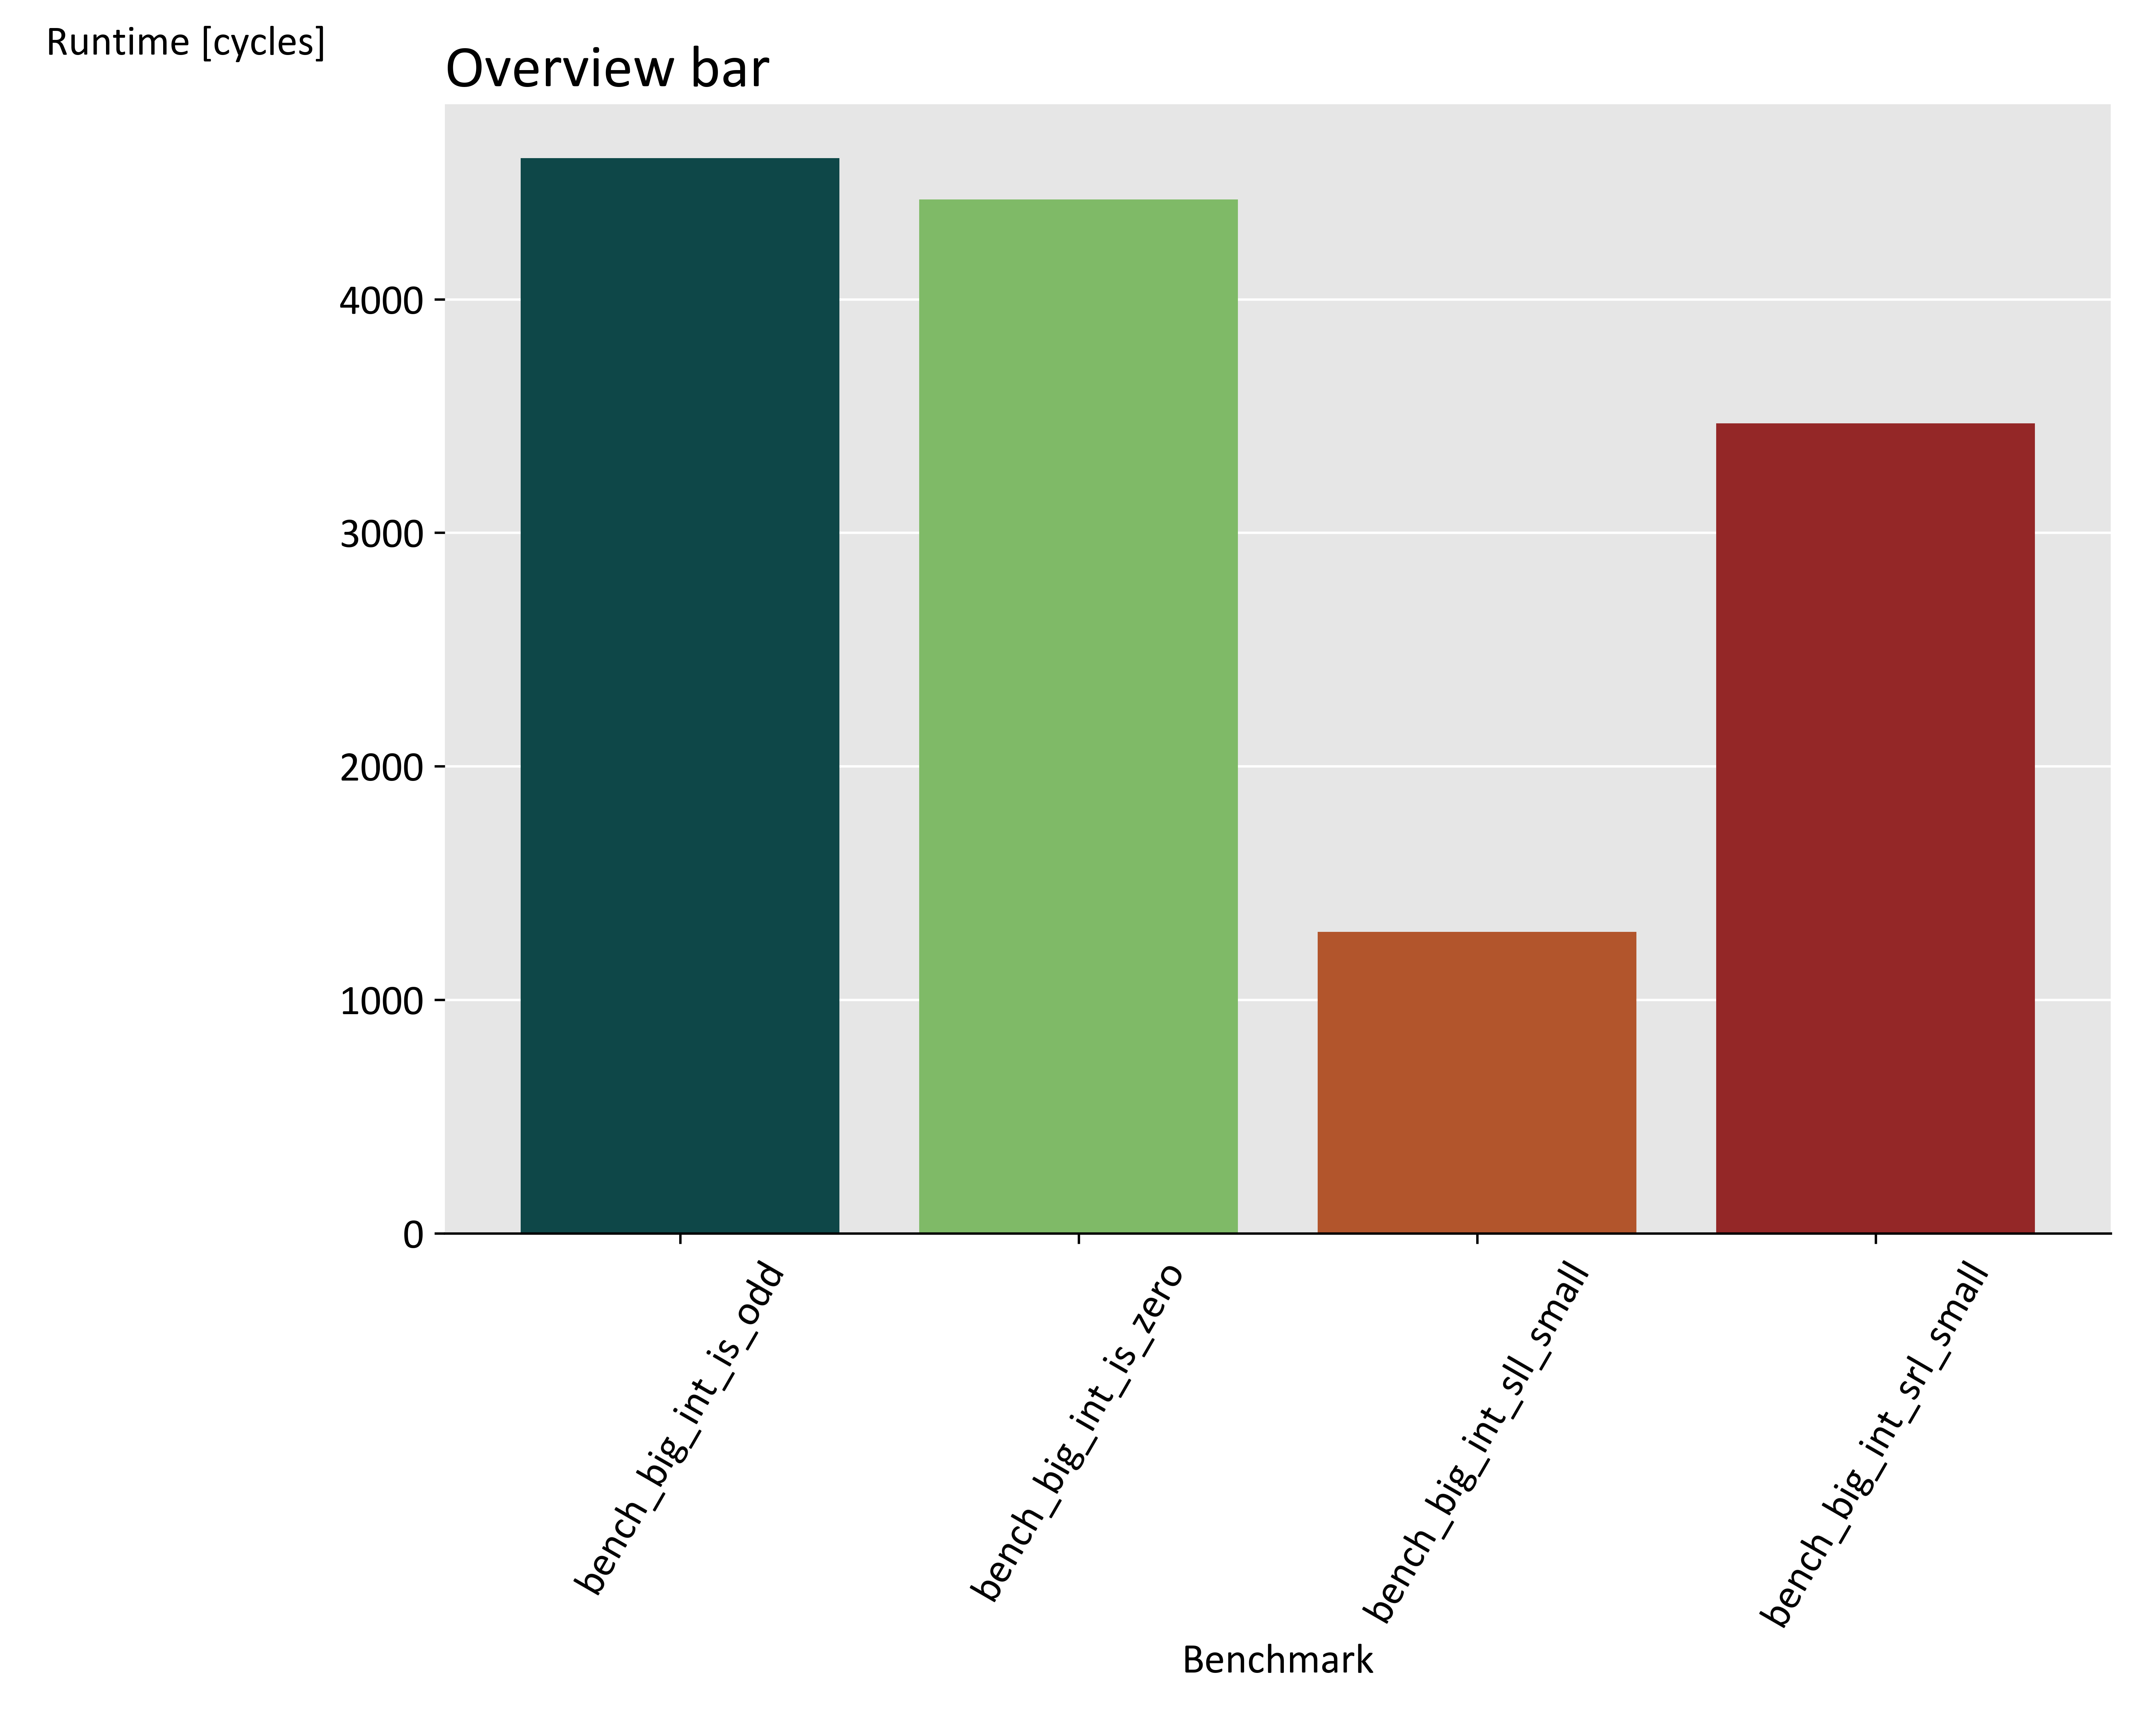 Runtime [cycles]
Overview bar
4000
3000
2000
1000
0
bench_big_int_is_odd
bench_big_int_is_zero
bench_big_int_sll_small
bench_big_int_srl_small
Benchmark